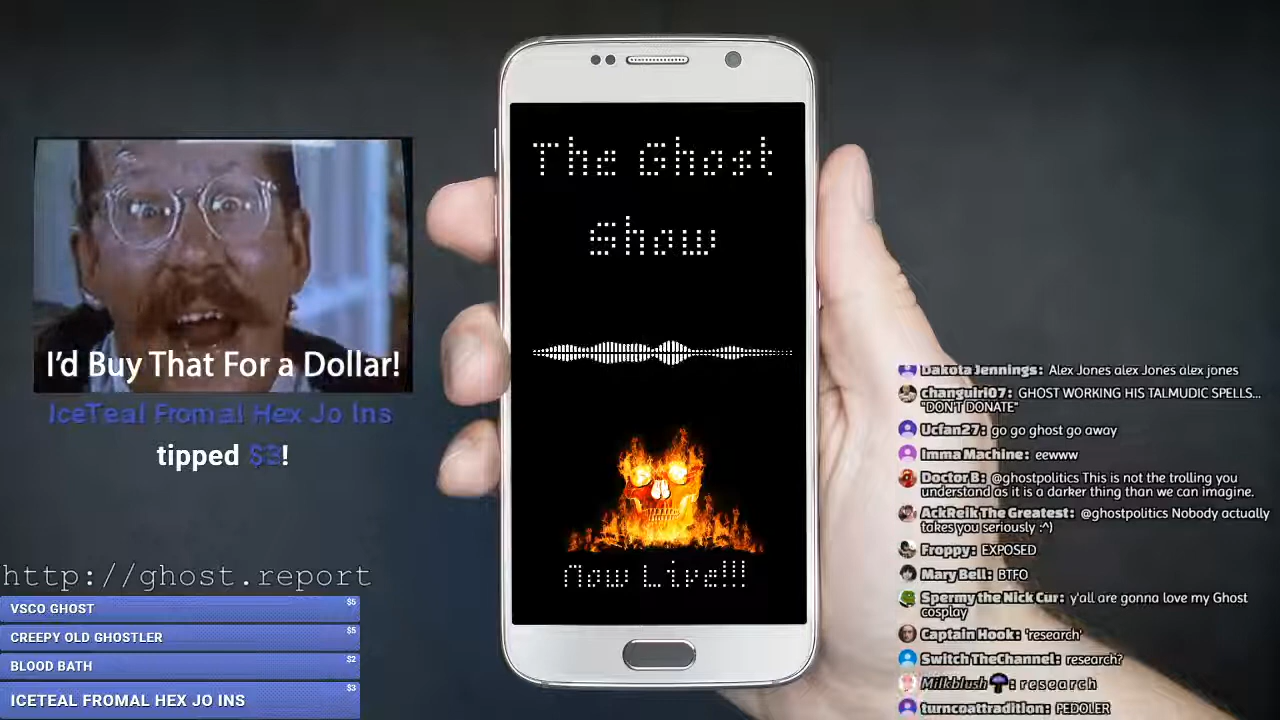 The Ghost
Show
Now Live!!!
I'd Buy That For a Dollar!
IceTeal Fromal Hex Jo Ins
tipped $3!
http://ghost.report
VSCO GHOST $5
CREEPY OLD GHOSTLER $5
BLOOD BATH $2
ICETEAL FROMAL HEX JO INS $3
Dakota Jennings: Alex Jones alex Jones alex jones
changuiri07: GHOST WORKING HIS TALMUDIC SPELLS...
"DON'T DONATE"
Ucfan27: go go ghost go away
Imma Machine: eewww
Doctor B: @ghostpolitics This is not the trolling you
understand as it is a darker thing than we can imagine.
AckReik The Greatest: @ghostpolitics Nobody actually
takes you seriously :^)
Froppy: EXPOSED
Mary Bell: BTFO
Spermy the Nick Cur: y'all are gonna love my Ghost
cosplay
Captain Hook: 'research'
SwitchTheChannel: research?
Milkblush: r e s e a r c h
turncoattradition: PEDOLER